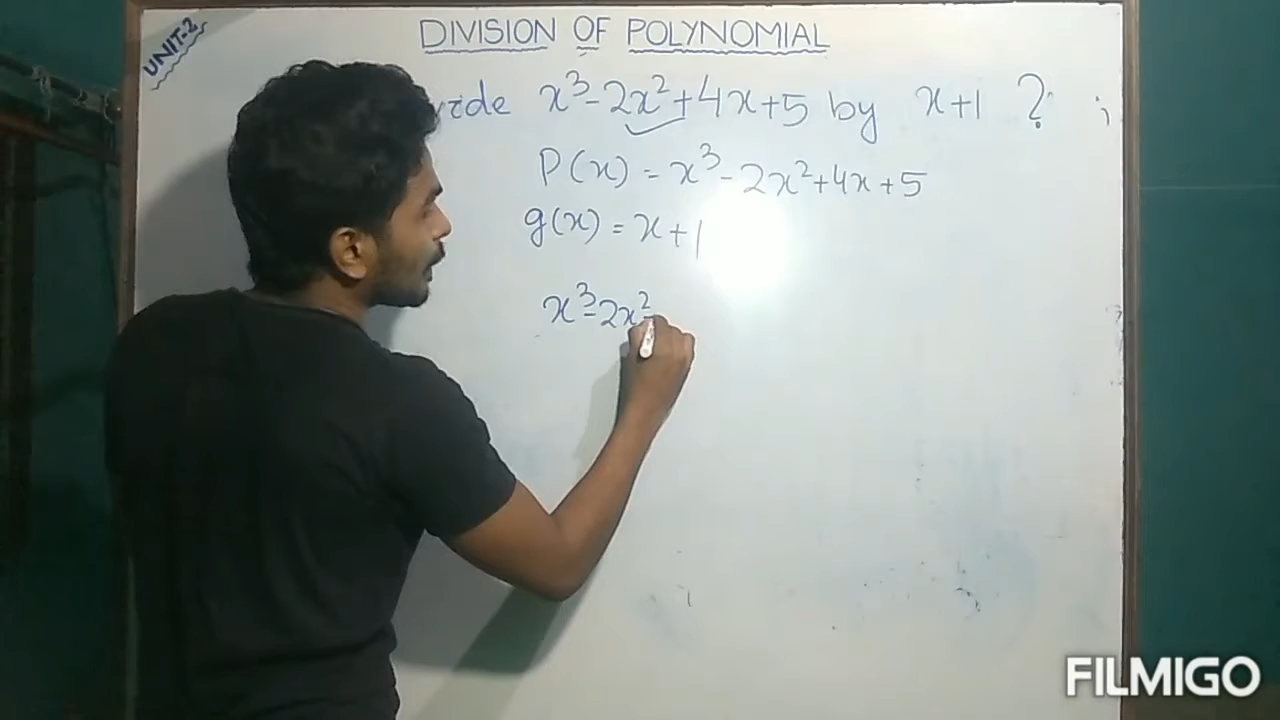 UNIT-2
DIVISION OF POLYNOMIAL
x³-2x²+4x+5 by x+1 ?
P(x) = x³-2x²+4x+5
g(x) = x+1
x³-2x²
FILMIGO